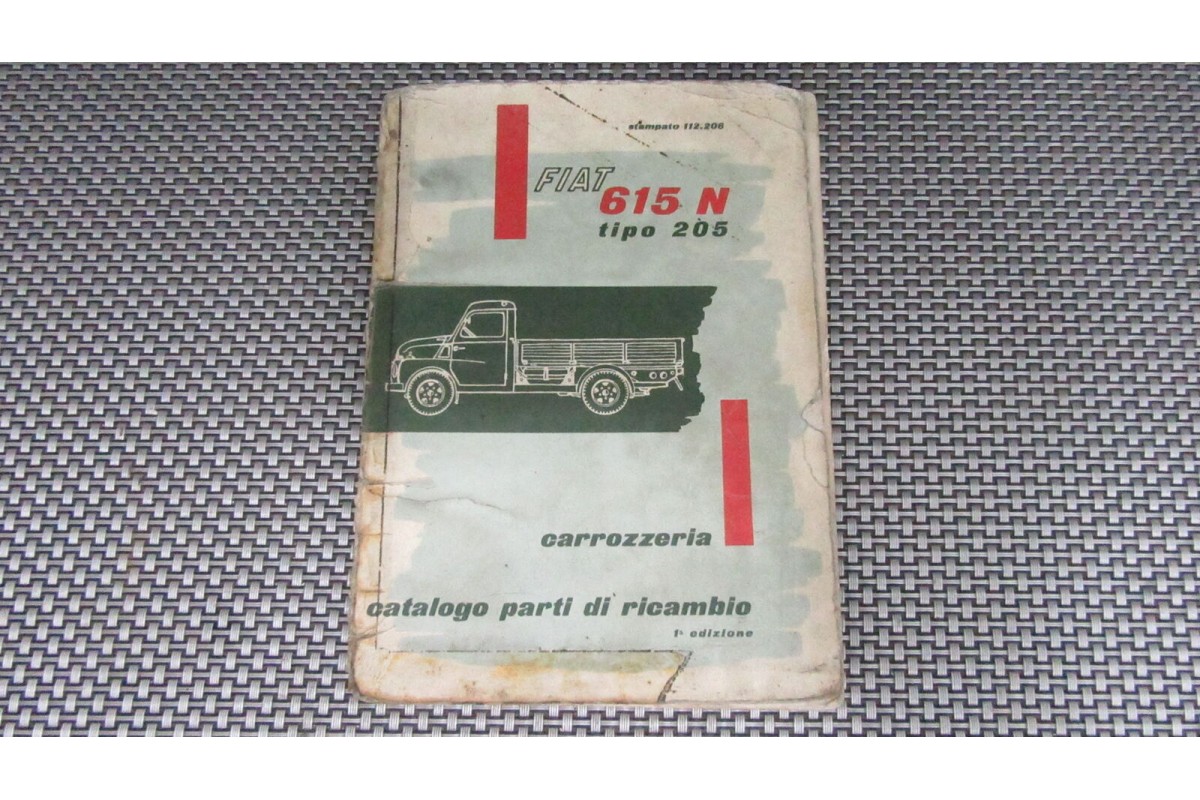 stampato 112.206
FIAT
615 N
tipo 205
carrozzeria
catalogo parti di ricambio
1ª edizione